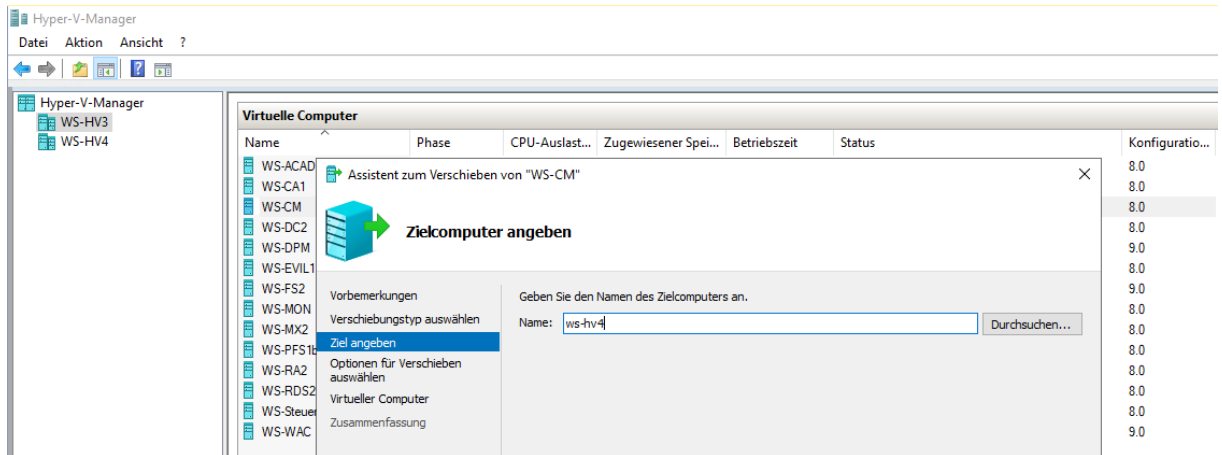 Hyper-V-Manager
Datei Aktion Ansicht ?
Hyper-V-Manager
WS-HV3
WS-HV4
Virtuelle Computer
Name Phase CPU-Auslast... Zugewiesener Spei... Betriebszeit Status Konfiguratio...
WS-ACAD 8.0
WS-CA1 8.0
WS-CM 8.0
WS-DC2 8.0
WS-DPM 9.0
WS-EVIL1 8.0
WS-FS2 9.0
WS-MON 8.0
WS-MX2 8.0
WS-PFS1b 8.0
WS-RA2 8.0
WS-RDS2 8.0
WS-Steuer 8.0
WS-WAC 9.0
Assistent zum Verschieben von "WS-CM"
Zielcomputer angeben
Vorbemerkungen
Verschiebungstyp auswählen
Ziel angeben
Optionen für Verschieben
auswählen
Virtueller Computer
Zusammenfassung
Geben Sie den Namen des Zielcomputers an.
Name: ws-hv4 Durchsuchen...